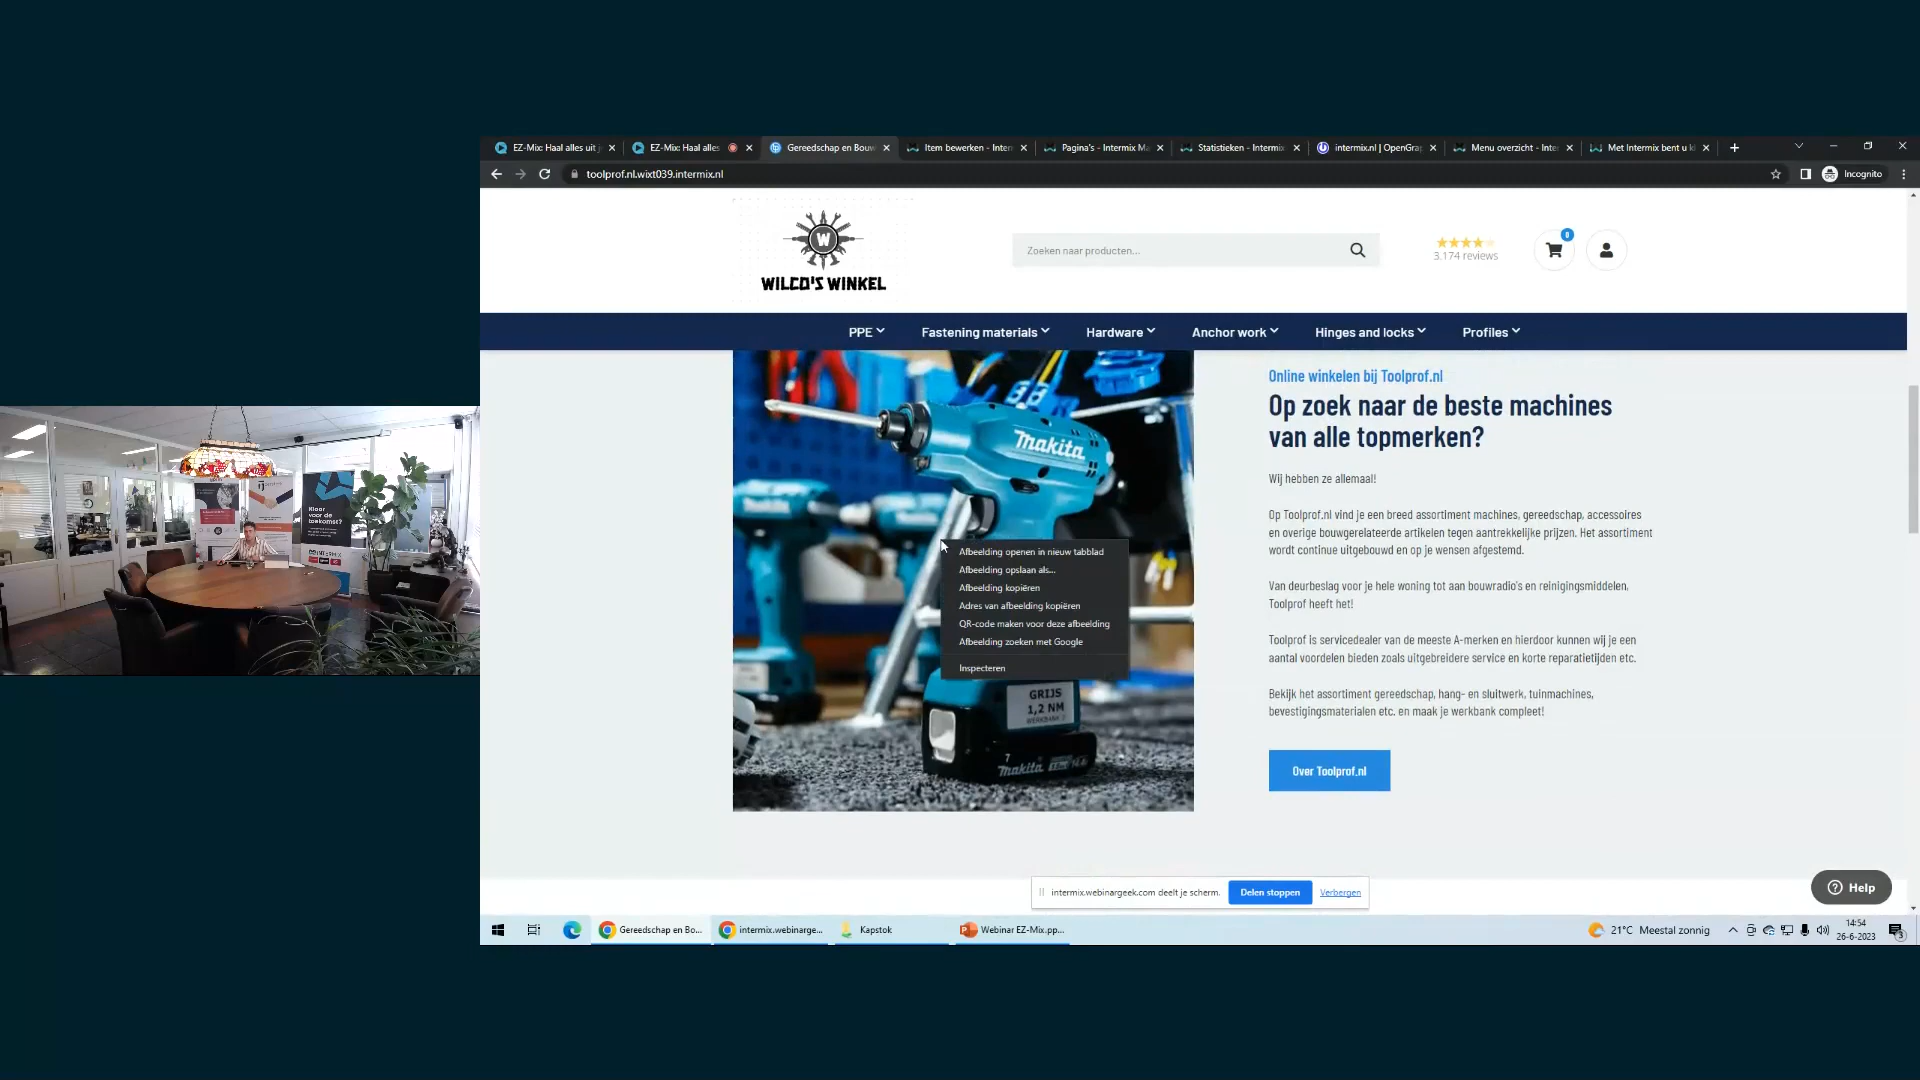 EZ-Mix: Haal alles uit j
EZ-Mix: Haal alles
Gereedschap en Bouw
Item bewerken - Inter
Pagina's - Intermix M
Statistieken - Intermix
intermix.nl | OpenGra
Menu overzicht - Inte
Met Intermix bent u k
toolprof.nl.wixt039.intermix.nl
Incognito
W
WILCO'S WINKEL
Zoeken naar producten...
3.174 reviews
0
PPE
Fastening materials
Hardware
Anchor work
Hinges and locks
Profiles
makita
Online winkelen bij Toolprof.nl
Op zoek naar de beste machines
van alle topmerken?
Wij hebben ze allemaal!
Op Toolprof.nl vind je een breed assortiment machines, gereedschap, accessoires
en overige bouwgerelateerde artikelen tegen aantrekkelijke prijzen. Het assortiment
wordt continue uitgebouwd en op je wensen afgestemd.
Van deurbeslag voor je hele woning tot aan bouwradio's en reinigingsmiddelen,
Toolprof heeft het!
Toolprof is servicedealer van de meeste A-merken en hierdoor kunnen wij je een
aantal voordelen bieden zoals uitgebreidere service en korte reparatietijden etc.
Bekijk het assortiment gereedschap, hang- en sluitwerk, tuinmachines,
bevestigingsmaterialen etc. en maak je werkbank compleet!
Over Toolprof.nl
Afbeelding openen in nieuw tabblad
Afbeelding opslaan als...
Afbeelding kopiëren
Adres van afbeelding kopiëren
QR-code maken voor deze afbeelding
Afbeelding zoeken met Google
Inspecteren
GRIJS
1,2 NM
WERKBANK
7
makita
Klaar
voor de
toekomst?
INTERMIX
intermix.webinargeek.com deelt je scherm.
Delen stoppen
Verbergen
Help
Gereedschap en Bo...
intermix.webinarge...
Kapstok
Webinar EZ-Mix.pp...
21°C Meestal zonnig
14:54
26-6-2023
3